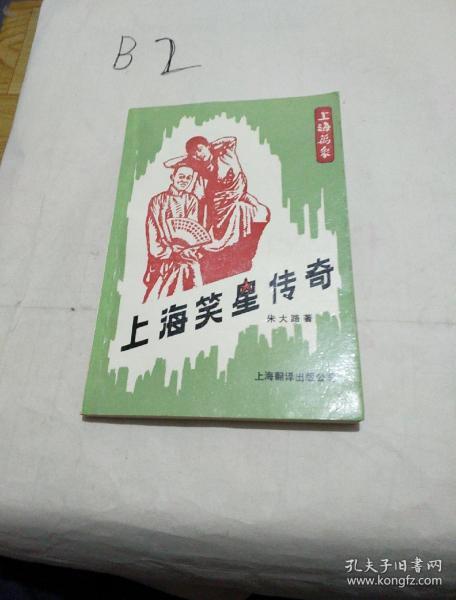 B2
上海万象
上海笑星传奇
朱大路著
上海翻译出版公司
孔夫子旧书网
www.kongfz.com